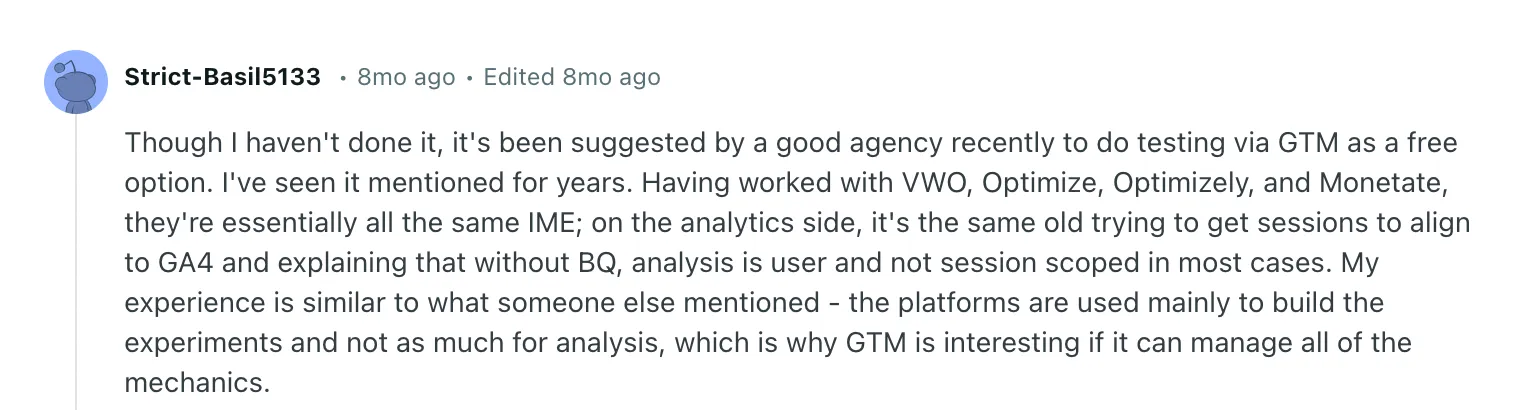 Strict-Basil5133 • 8mo ago • Edited 8mo ago
Though I haven't done it, it's been suggested by a good agency recently to do testing via GTM as a free
option. I've seen it mentioned for years. Having worked with VWO, Optimize, Optimizely, and Monetate,
they're essentially all the same IME; on the analytics side, it's the same old trying to get sessions to align
to GA4 and explaining that without BQ, analysis is user and not session scoped in most cases. My
experience is similar to what someone else mentioned - the platforms are used mainly to build the
experiments and not as much for analysis, which is why GTM is interesting if it can manage all of the
mechanics.